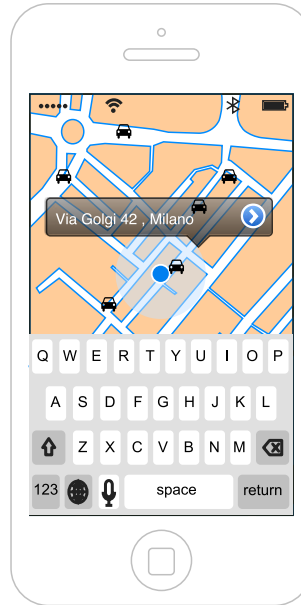 Via Golgi 42 , Milano
Q W E R T Y U I O P
A S D F G H J K L
Z X C V B N M
123 space return